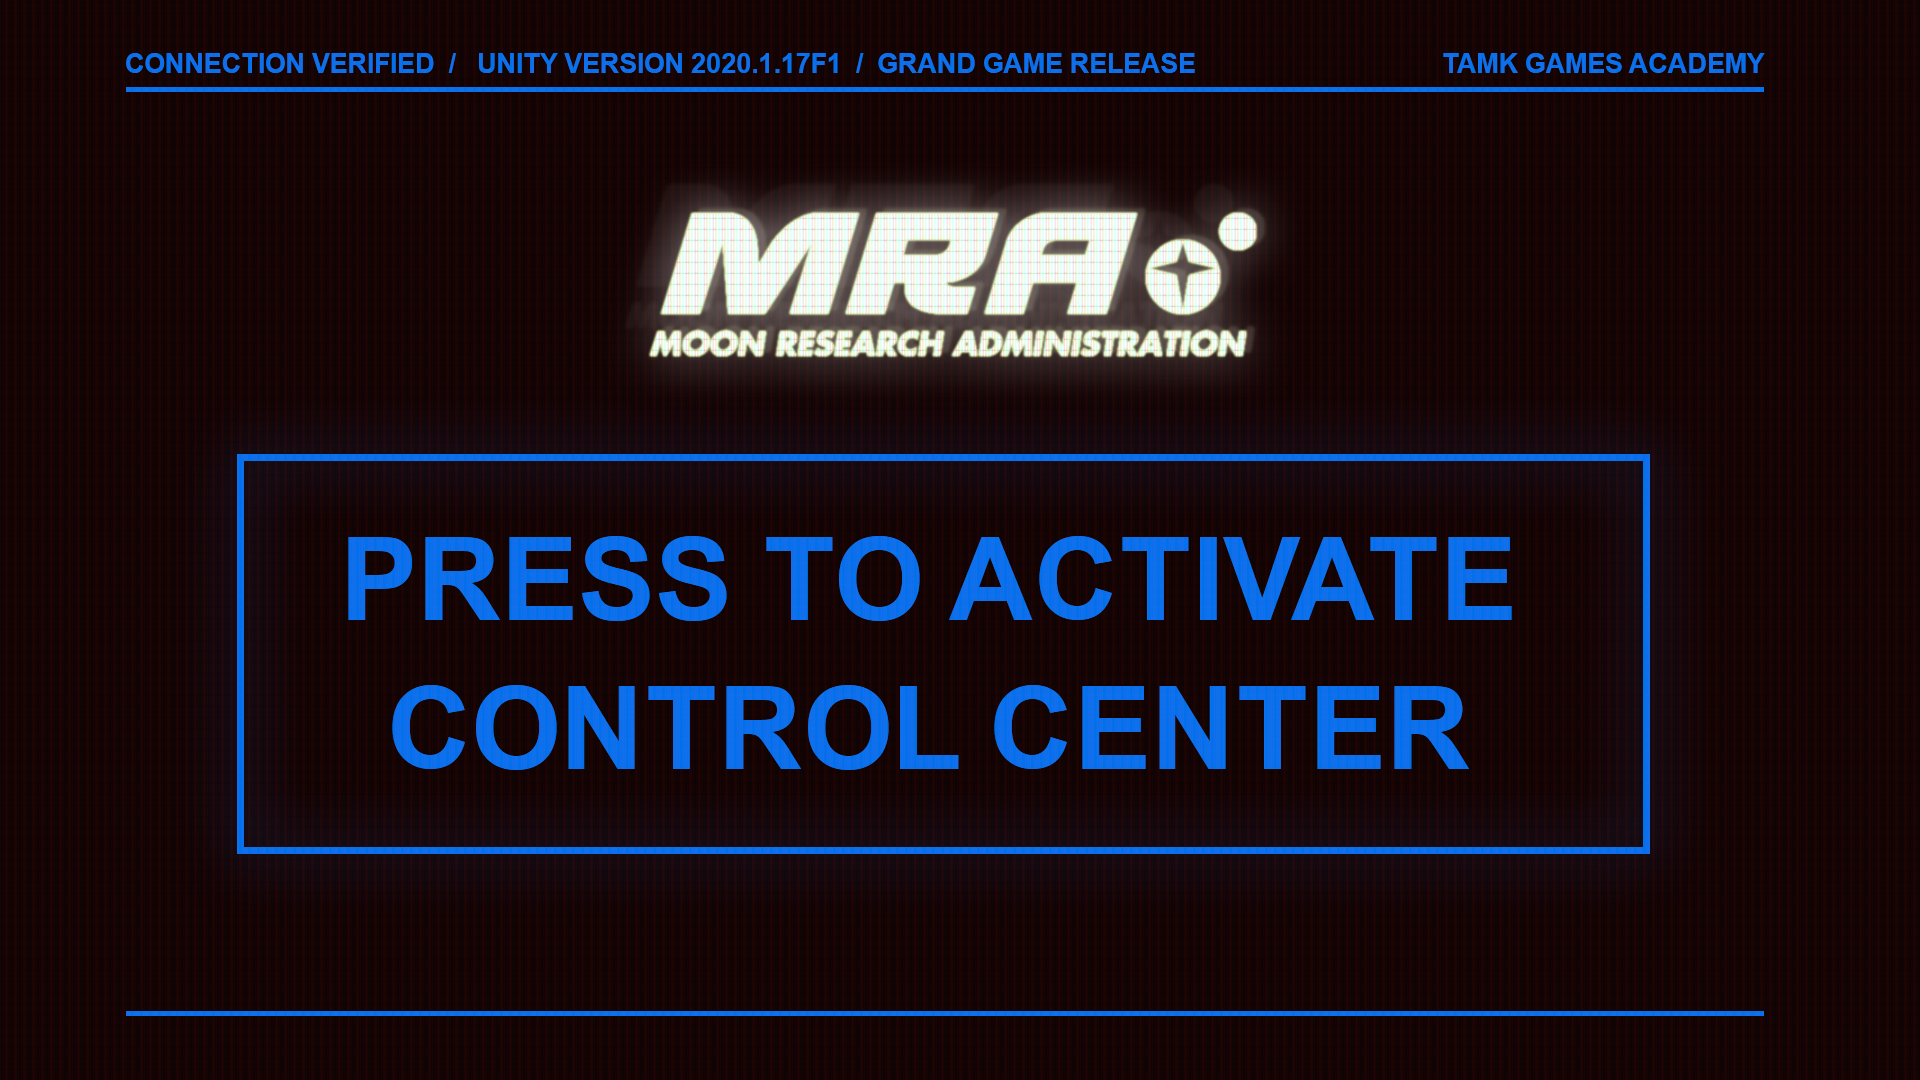 CONNECTION VERIFIED / UNITY VERSION 2020.1.17F1 / GRAND GAME RELEASE TAMK GAMES ACADEMY
MRA
MOON RESEARCH ADMINISTRATION
PRESS TO ACTIVATE
CONTROL CENTER